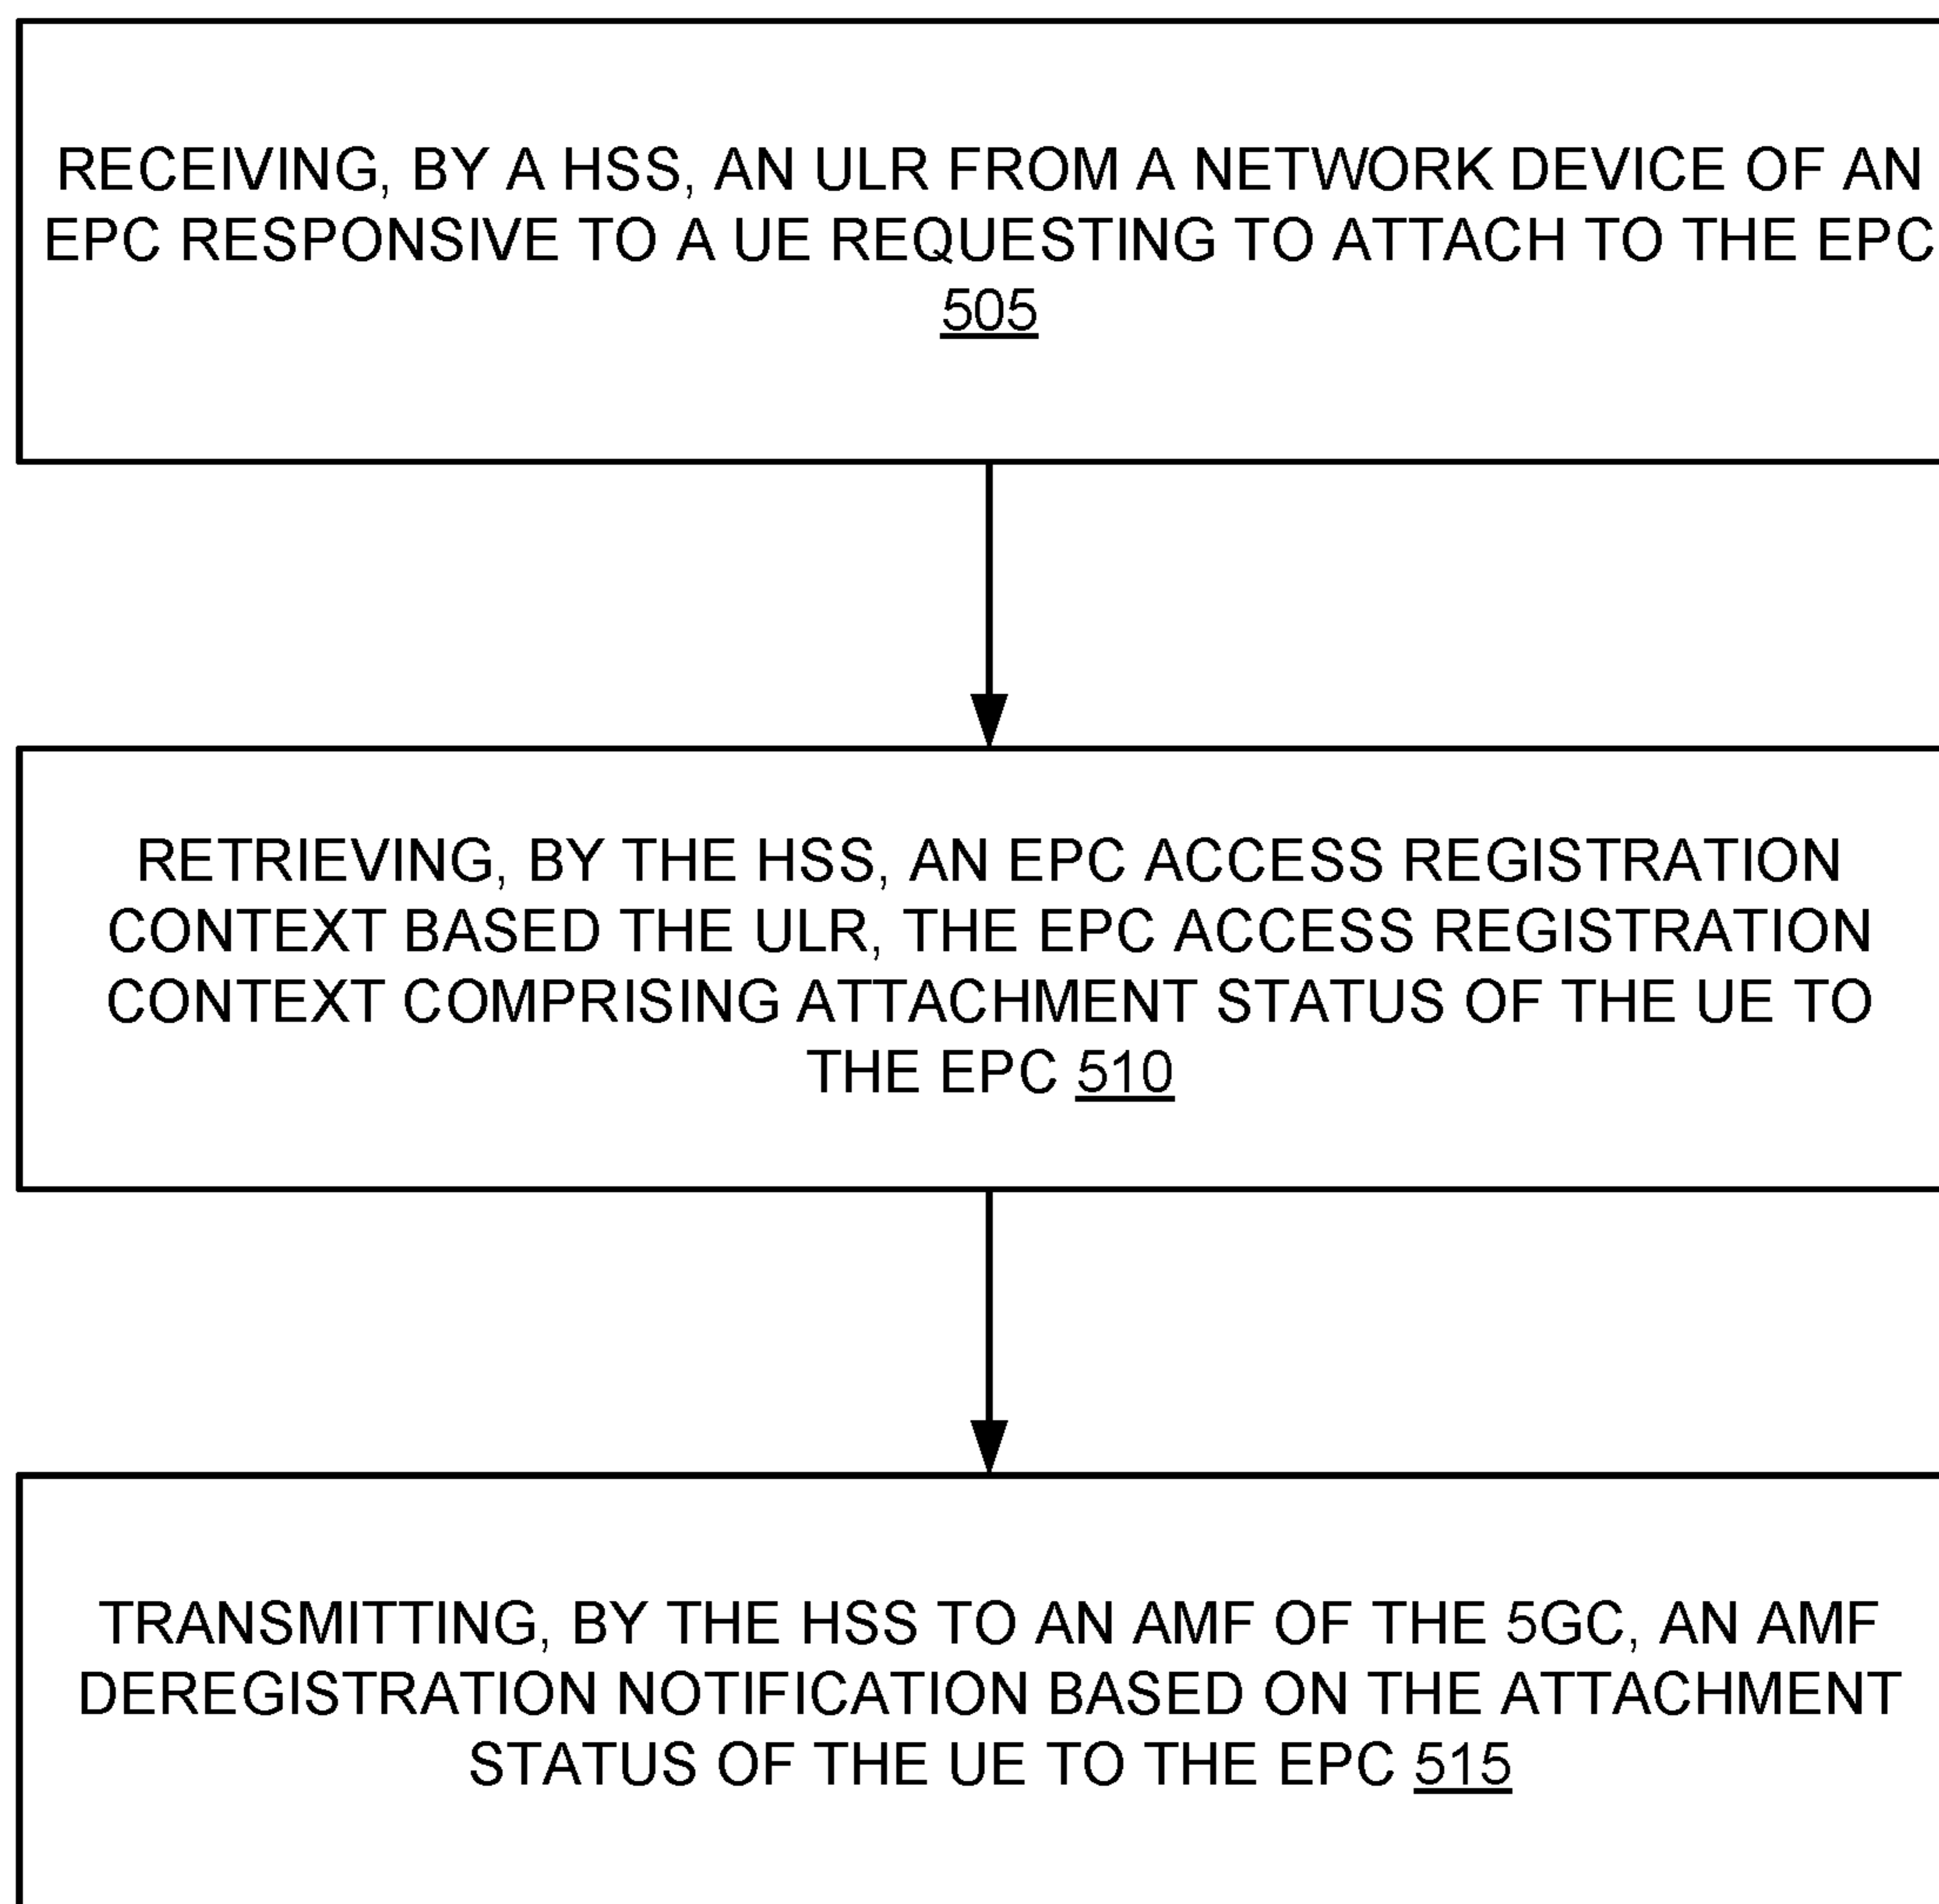 RECEIVING, BY A HSS, AN ULR FROM A NETWORK DEVICE OF AN
EPC RESPONSIVE TO A UE REQUESTING TO ATTACH TO THE EPC
505
RETRIEVING, BY THE HSS, AN EPC ACCESS REGISTRATION
CONTEXT BASED THE ULR, THE EPC ACCESS REGISTRATION
CONTEXT COMPRISING ATTACHMENT STATUS OF THE UE TO
THE EPC 510
TRANSMITTING, BY THE HSS TO AN AMF OF THE 5GC, AN AMF
DEREGISTRATION NOTIFICATION BASED ON THE ATTACHMENT
STATUS OF THE UE TO THE EPC 515